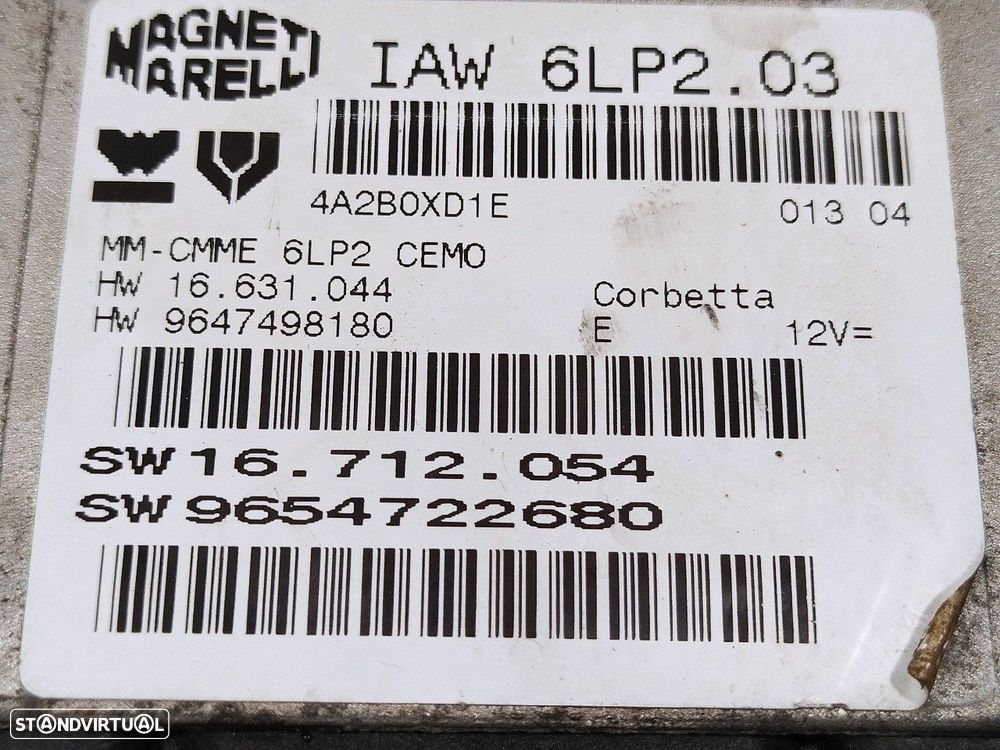 MAGNETI
MARELLI
IAW 6LP2.03
4A2B0XD1E 013 04
MM-CMME 6LP2 CEMO
HW 16.631.044 Corbetta
HW 9647498180 E 12V=
SW 16.712.054
SW 9654722680
STANDVIRTUAL